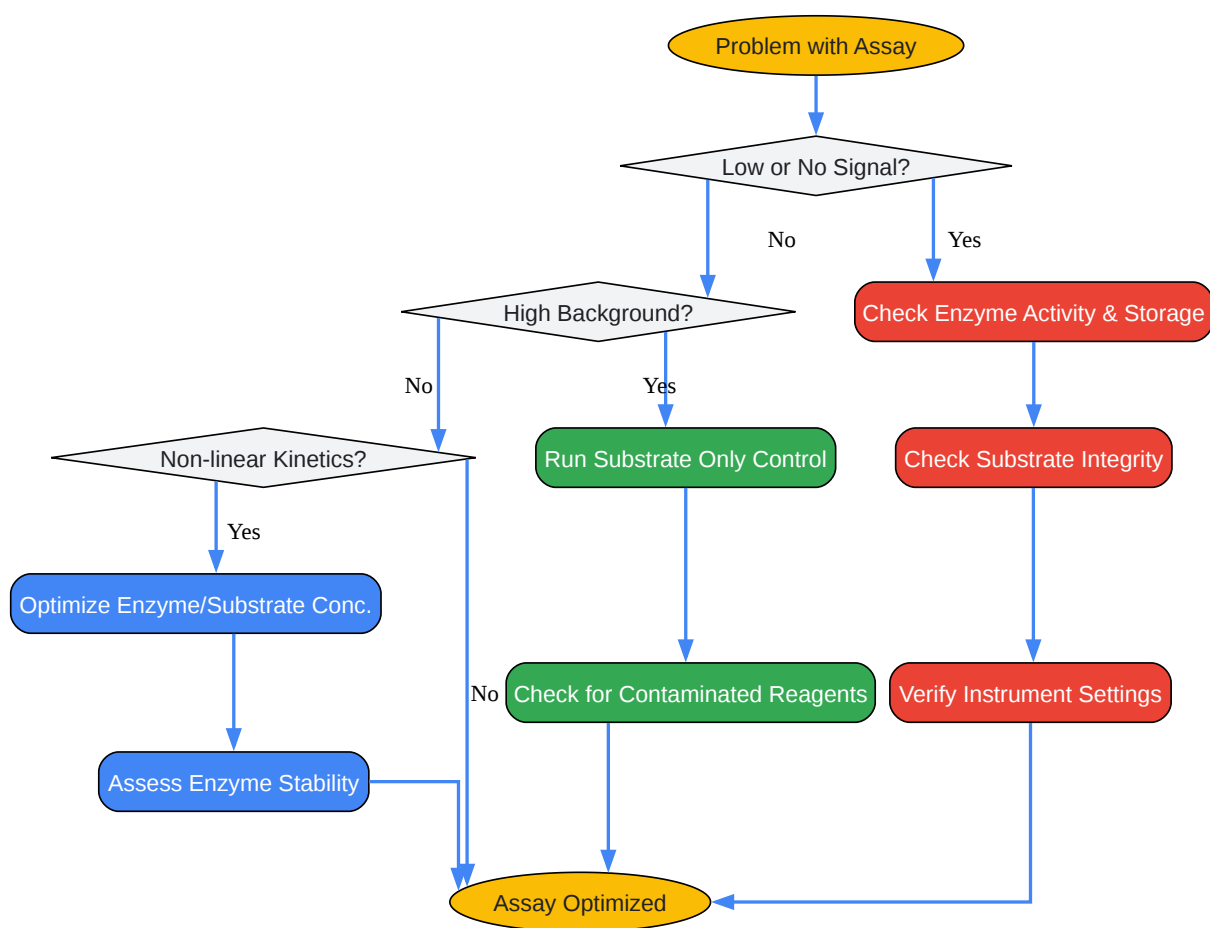 Problem with Assay
Low or No Signal?
No
Yes
High Background?
Check Enzyme Activity & Storage
No
Yes
Non-linear Kinetics?
Run Substrate Only Control
Check Substrate Integrity
Yes
Optimize Enzyme/Substrate Conc.
No
Check for Contaminated Reagents
Verify Instrument Settings
Assess Enzyme Stability
Assay Optimized